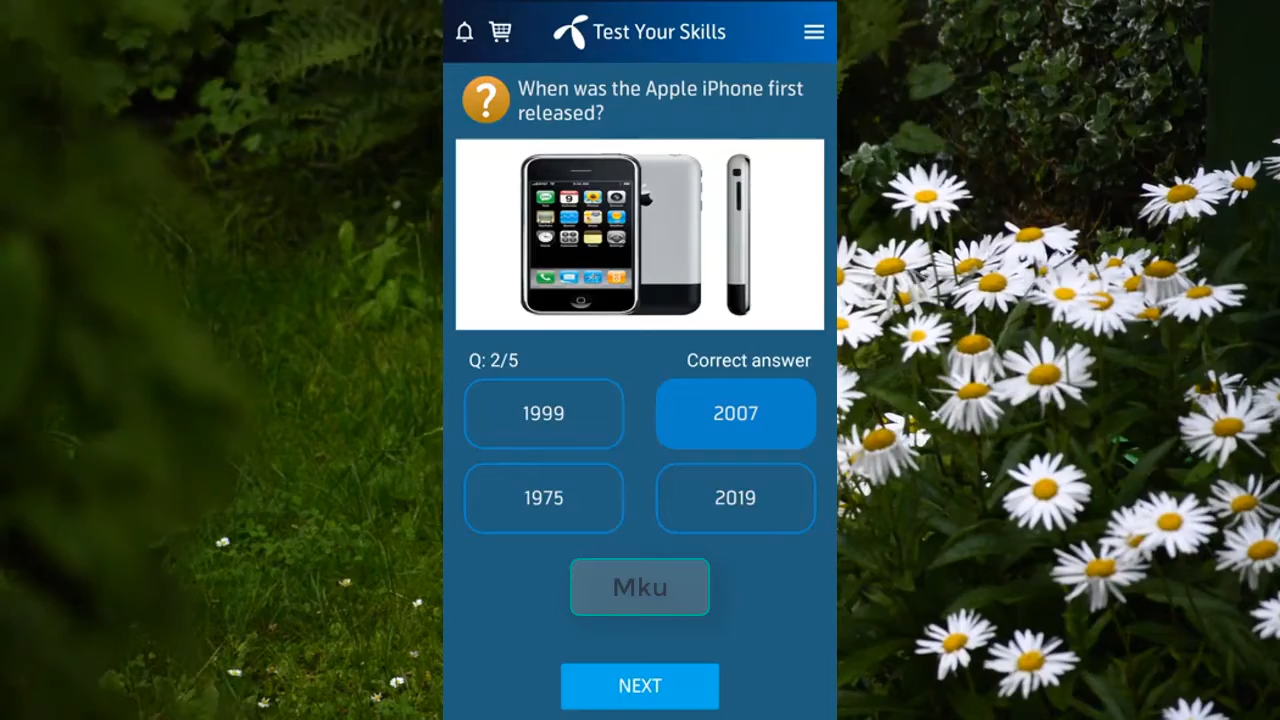 Test Your Skills
When was the Apple iPhone first
released?
Q: 2/5
Correct answer
1999
2007
1975
2019
Mku
NEXT